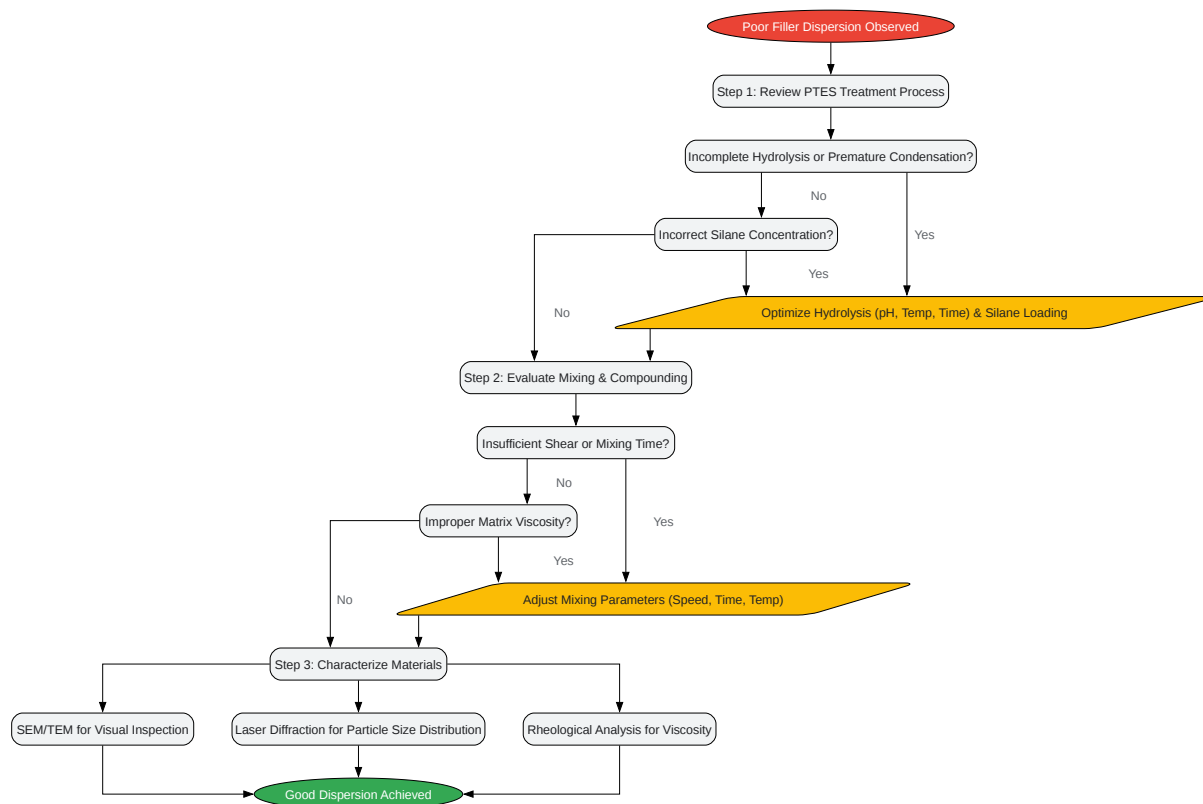 Poor Filler Dispersion Observed
Step 1: Review PTES Treatment Process
Incomplete Hydrolysis or Premature Condensation?
No
Incorrect Silane Concentration?
Yes
Yes
Optimize Hydrolysis (pH, Temp, Time) & Silane Loading
No
Step 2: Evaluate Mixing & Compounding
Insufficient Shear or Mixing Time?
No
Improper Matrix Viscosity?
Yes
Yes
Adjust Mixing Parameters (Speed, Time, Temp)
No
Step 3: Characterize Materials
SEM/TEM for Visual Inspection
Laser Diffraction for Particle Size Distribution
Rheological Analysis for Viscosity
Good Dispersion Achieved